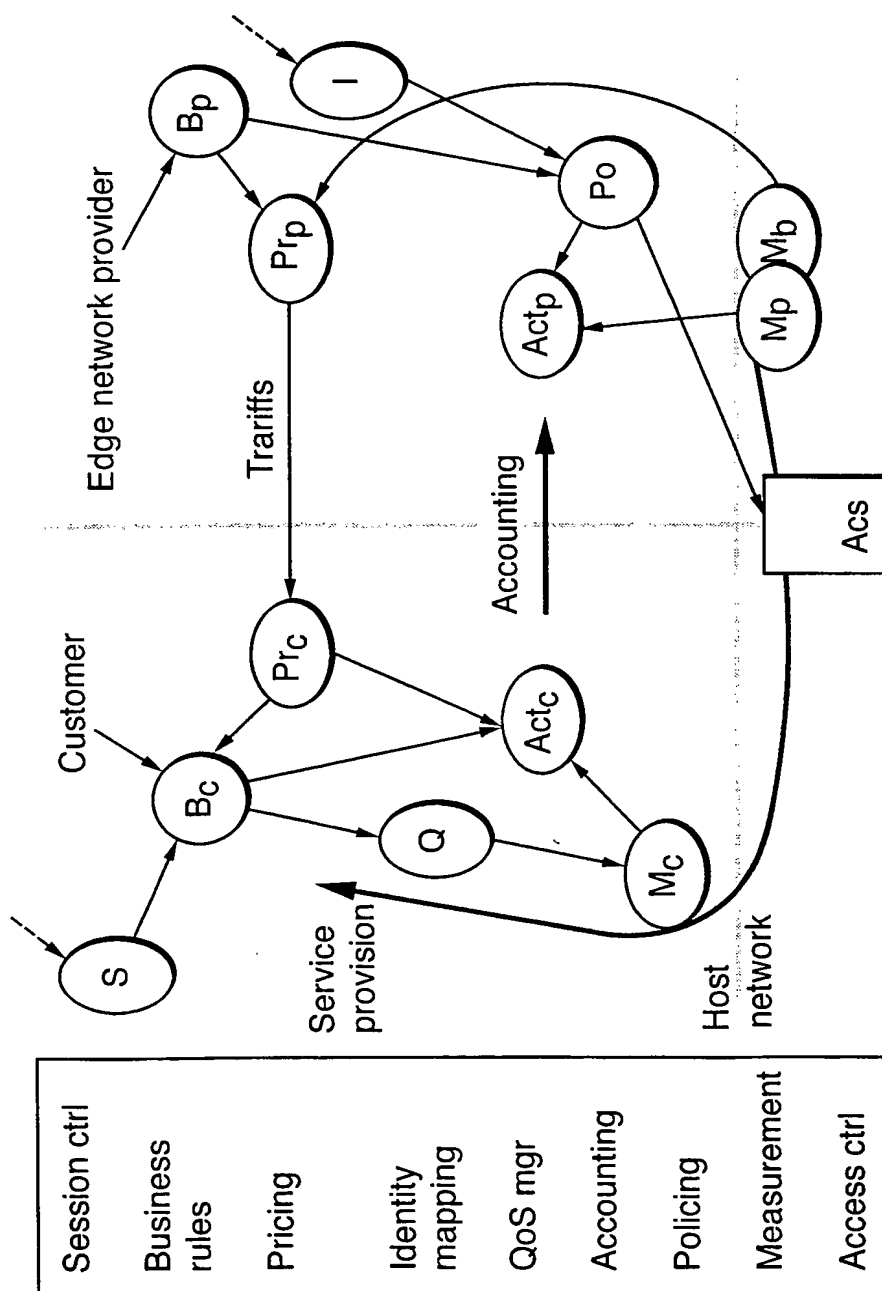 Session ctrl
Business
rules
Pricing
Identity
mapping
QoS mgr
Accounting
Policing
Measurement
Access ctrl
S
Customer
Edge network provider
Bc
Bp
Prc
Trariffs
Prp
I
Service
provision
Q
Actc
Accounting
Actp
Po
Mc
Host
network
Mp
Mb
Acs